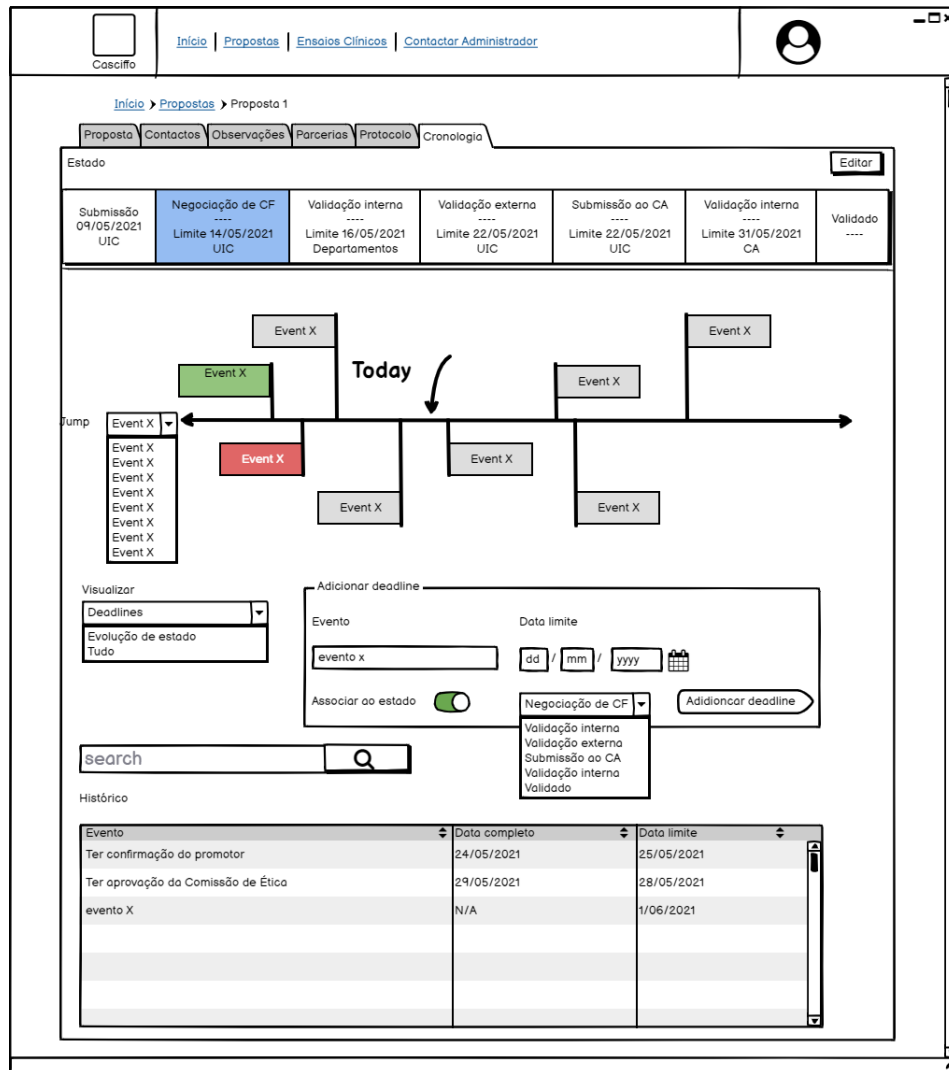 Casciffo
Início | Propostas | Ensaios Clínicos | Contactar Administrador
Início > Propostas > Proposta 1
Proposta Contactos Observações Parcerias Protocolo Cronologia
Estado
Editar
Submissão
09/05/2021
UIC
Negociação de CF
----
Limite 14/05/2021
UIC
Validação interna
----
Limite 16/05/2021
Departamentos
Validação externa
----
Limite 22/05/2021
UIC
Submissão ao CA
----
Limite 22/05/2021
UIC
Validação interna
----
Limite 31/05/2021
CA
Validado
----
Event X
Event X
Event X
Today
Event X
Jump
Event X
Event X
Event X
Event X
Event X
Event X
Event X
Event X
Event X
Event X
Event X
Event X
Event X
Visualizar
Deadlines
Evolução de estado
Tudo
Adicionar deadline
Evento
Data limite
evento x
dd / mm / yyyy
Associar ao estado
Negociação de CF
Validação interna
Validação externa
Submissão ao CA
Validação interna
Validado
Adidioncar deadline
search
Histórico
Evento Data completo Data limite
Ter confirmação do promotor 24/05/2021 25/05/2021
Ter aprovação da Comissão de Ética 29/05/2021 28/05/2021
evento X N/A 1/06/2021